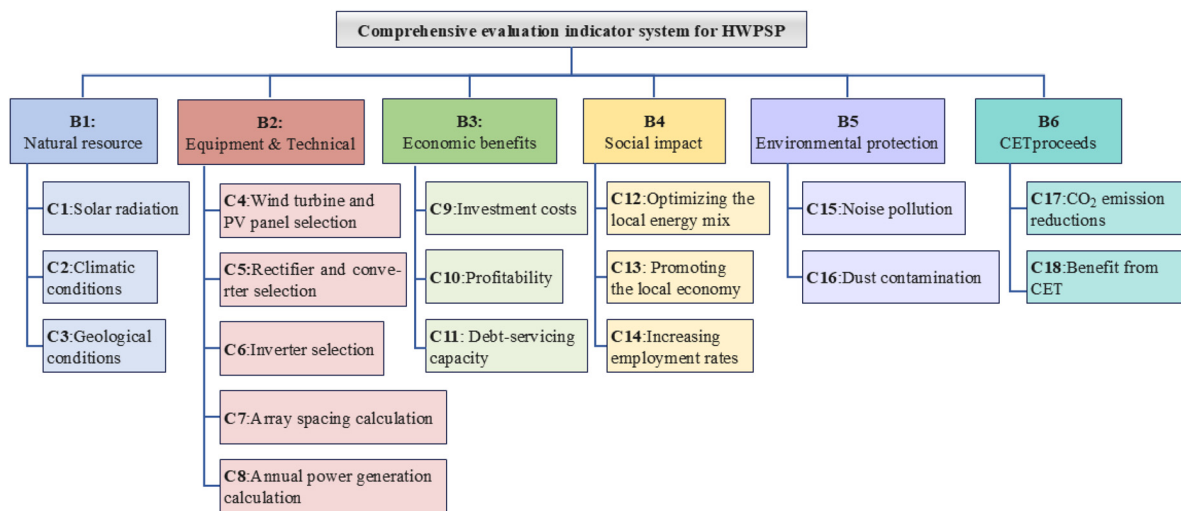 Comprehensive evaluation indicator system for HWPSP
B1:
Natural resource
C1:Solar radiation
C2:Climatic
conditions
C3:Geological
conditions
B2:
Equipment & Technical
C4:Wind turbine and
PV panel selection
C5:Rectifier and conve-
rter selection
C6:Inverter selection
C7:Array spacing calculation
C8:Annual power generation
calculation
B3:
Economic benefits
C9:Investment costs
C10:Profitability
C11: Debt-servicing
capacity
B4
Social impact
C12:Optimizing the
local energy mix
C13: Promoting
the local economy
C14:Increasing
employment rates
B5
Environmental protection
C15:Noise pollution
C16:Dust contamination
B6
CETproceeds
C17:CO₂ emission
reductions
C18:Benefit from
CET